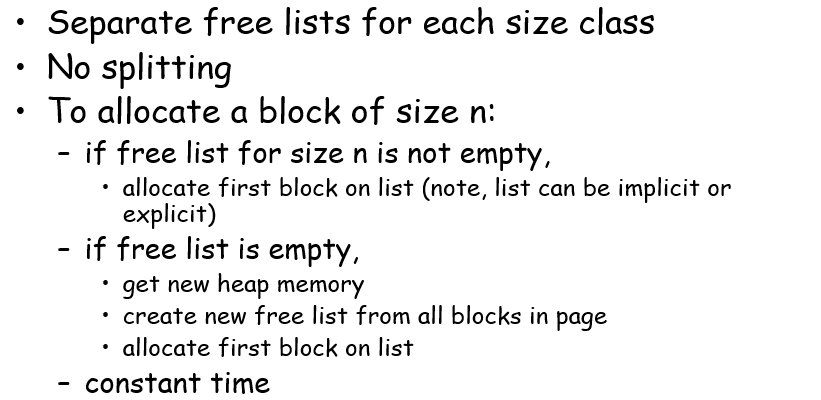 • Separate free lists for each size class
• No splitting
• To allocate a block of size n:
– if free list for size n is not empty,
• allocate first block on list (note, list can be implicit or
explicit)
– if free list is empty,
• get new heap memory
• create new free list from all blocks in page
• allocate first block on list
– constant time